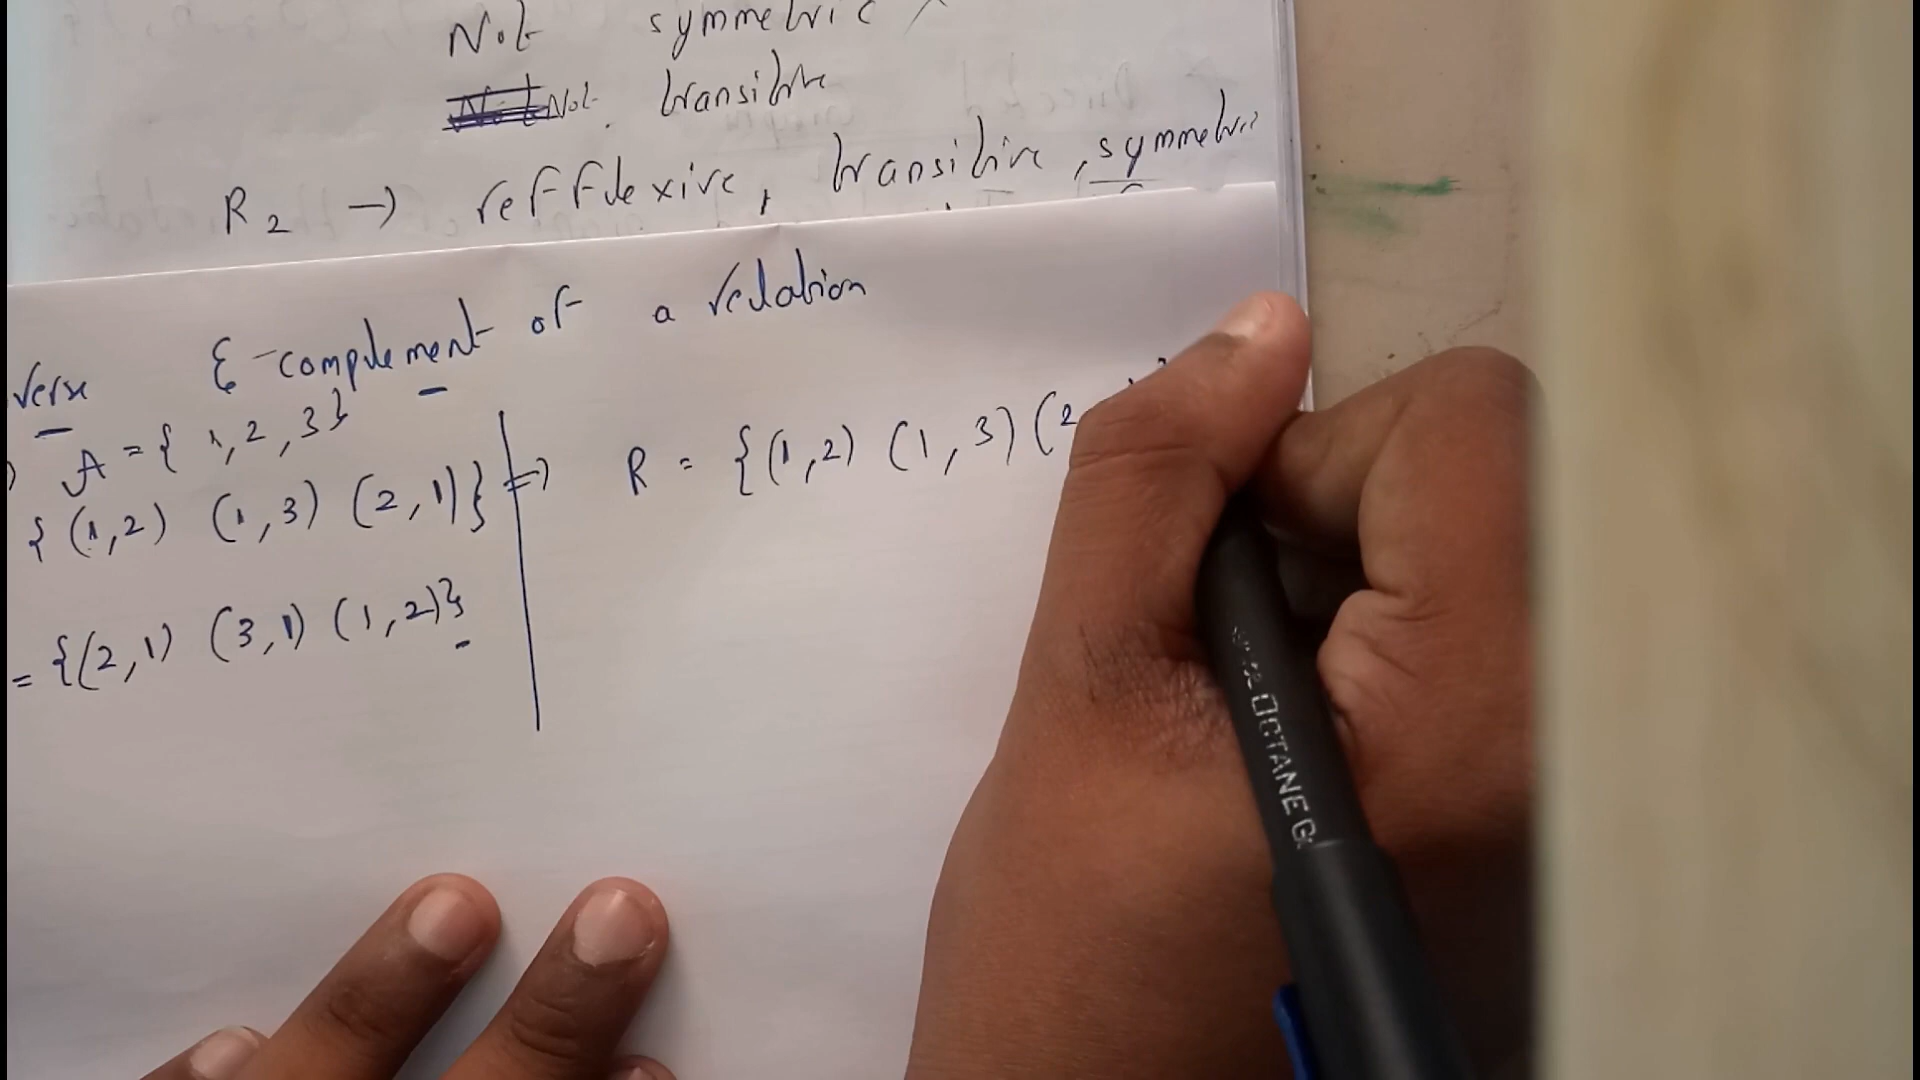 Not symmetric
Not transitive
R2 → refflexive, transitive, symmetric
verse & complement of a relation
A = { 1,2,3}
{ (1,2) (1,3) (2,1)} =>
R = {(1,2) (1,3) (2
= {(2,1) (3,1) (1,2)}
OCTANE G